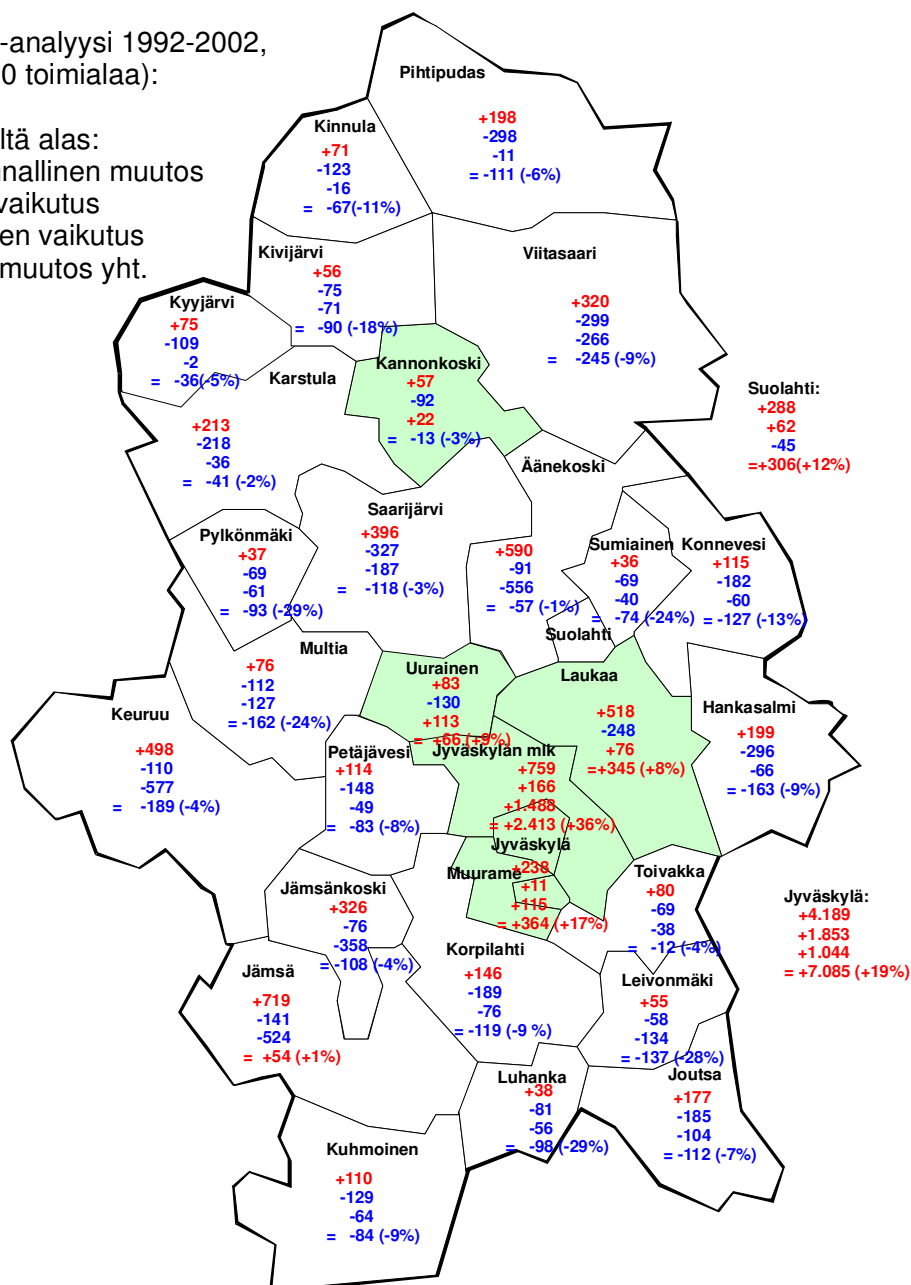 -analyysi 1992-2002,
0 toimialaa):
ltä alas:
nnallinen muutos
vaikutus
en vaikutus
muutos yht.
Pihtipudas
+198
-298
-11
= -111 (-6%)
Kinnula
+71
-123
-16
= -67(-11%)
Kivijärvi
+56
-75
-71
= -90 (-18%)
Viitasaari
+320
-299
-266
= -245 (-9%)
Kyyjärvi
+75
-109
-2
= -36(-5%)
Kannonkoski
+57
-92
+22
= -13 (-3%)
Karstula
+213
-218
-36
= -41 (-2%)
Suolahti:
+288
+62
-45
=+306(+12%)
Äänekoski
+590
-91
-556
= -57 (-1%)
Saarijärvi
+396
-327
-187
= -118 (-3%)
Pylkönmäki
+37
-69
-61
= -93 (-29%)
Sumiainen
+36
-69
-40
= -74 (-24%)
Konnevesi
+115
-182
-60
= -127 (-13%)
Suolahti
Multia
+76
-112
-127
= -162 (-24%)
Uurainen
+83
-130
+113
= +66 (+9%)
Laukaa
+518
-248
+76
=+345 (+8%)
Hankasalmi
+199
-296
-66
= -163 (-9%)
Keuruu
+498
-110
-577
= -189 (-4%)
Petäjävesi
+114
-148
-49
= -83 (-8%)
Jyväskylän mlk
+759
+166
+1.488
= +2.413 (+36%)
Jyväskylä
Muurame
+238
+11
+115
= +364 (+17%)
Toivakka
+80
-69
-38
= -12 (-4%)
Jyväskylä:
+4.189
+1.853
+1.044
= +7.085 (+19%)
Jämsänkoski
+326
-76
-358
= -108 (-4%)
Jämsä
+719
-141
-524
= +54 (+1%)
Korpilahti
+146
-189
-76
= -119 (-9 %)
Leivonmäki
+55
-58
-134
= -137 (-28%)
Luhanka
+38
-81
-56
= -98 (-29%)
Joutsa
+177
-185
-104
= -112 (-7%)
Kuhmoinen
+110
-129
-64
= -84 (-9%)